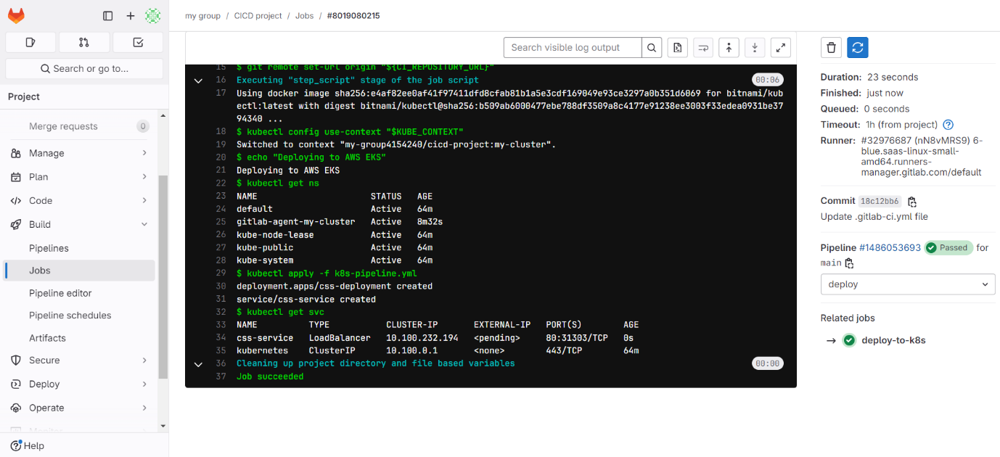 my group / CICD project / Jobs / #8019080215
Search or go to...
Project
Merge requests 0
Manage
Plan
Code
Build
Pipelines
Jobs
Pipeline editor
Pipeline schedules
Artifacts
Secure
Deploy
Operate
Monitor
Help
Search visible log output
15 $ git remote set-url origin "${CI_REPOSITORY_URL}"
16 Executing "step_script" stage of the job script 00:06
17 Using docker image sha256:e4af82ee0af41f97411dfd8cfab81b1a5e3cdf169049e93ce3297a0b351d6069 for bitnami/kub
ectl:latest with digest bitnami/kubectl@sha256:b509ab6000477ebe788df3509a8c4177e91238ee3003f33edea0931be37
94340 ...
18 $ kubectl config use-context "$KUBE_CONTEXT"
19 Switched to context "my-group4154240/cicd-project:my-cluster".
20 $ echo "Deploying to AWS EKS"
21 Deploying to AWS EKS
22 $ kubectl get ns
23 NAME STATUS AGE
24 default Active 64m
25 gitlab-agent-my-cluster Active 8m32s
26 kube-node-lease Active 64m
27 kube-public Active 64m
28 kube-system Active 64m
29 $ kubectl apply -f k8s-pipeline.yml
30 deployment.apps/css-deployment created
31 service/css-service created
32 $ kubectl get svc
33 NAME TYPE CLUSTER-IP EXTERNAL-IP PORT(S) AGE
34 css-service LoadBalancer 10.100.232.194 <pending> 80:31303/TCP 0s
35 kubernetes ClusterIP 10.100.0.1 <none> 443/TCP 64m
36 Cleaning up project directory and file based variables 00:00
37 Job succeeded
Duration: 23 seconds
Finished: just now
Queued: 0 seconds
Timeout: 1h (from project)
Runner: #32976687 (nN8vMRS9) 6-
blue.saas-linux-small-
amd64.runners-
manager.gitlab.com/default
Commit 18c12bb6
Update .gitlab-ci.yml file
Pipeline #1486053693 Passed for
main
deploy
Related jobs
→ deploy-to-k8s